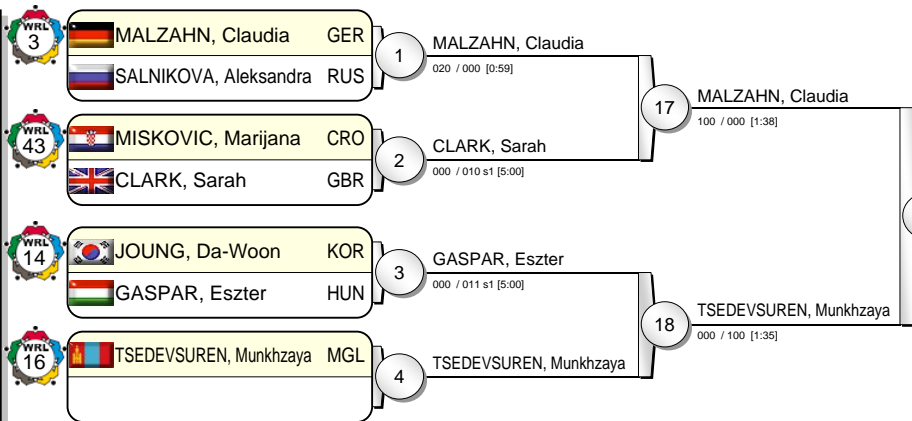 WRL
3
MALZAHN, Claudia GER
SALNIKOVA, Aleksandra RUS
1
MALZAHN, Claudia
020 / 000 [0:59]
WRL
43
MISKOVIC, Marijana CRO
CLARK, Sarah GBR
2
CLARK, Sarah
000 / 010 s1 [5:00]
17
MALZAHN, Claudia
100 / 000 [1:38]
WRL
14
JOUNG, Da-Woon KOR
GASPAR, Eszter HUN
3
GASPAR, Eszter
000 / 011 s1 [5:00]
WRL
16
TSEDEVSUREN, Munkhzaya MGL
4
TSEDEVSUREN, Munkhzaya
18
TSEDEVSUREN, Munkhzaya
000 / 100 [1:35]